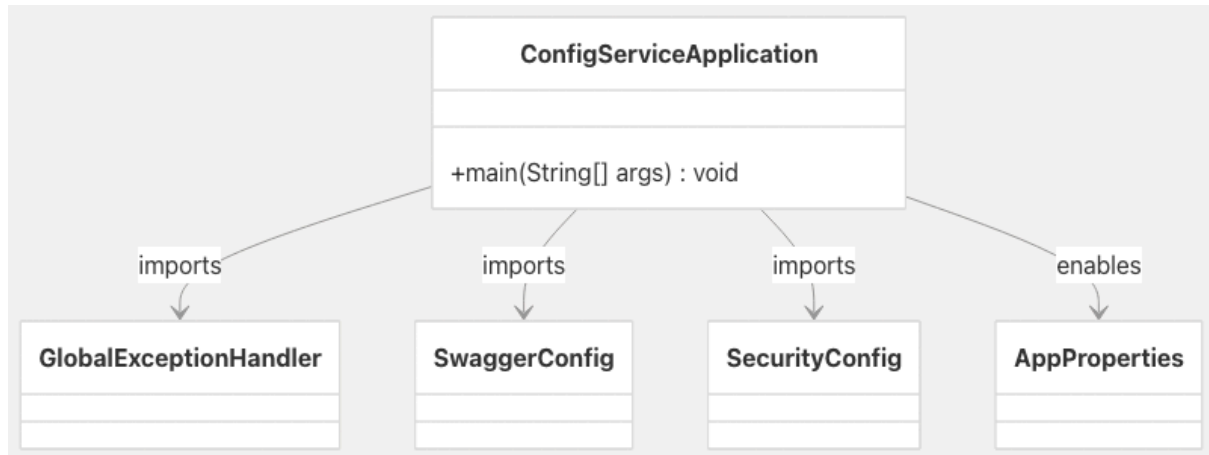 ConfigServiceApplication
+main(String[] args) : void
imports
imports
imports
enables
GlobalExceptionHandler
SwaggerConfig
SecurityConfig
AppProperties